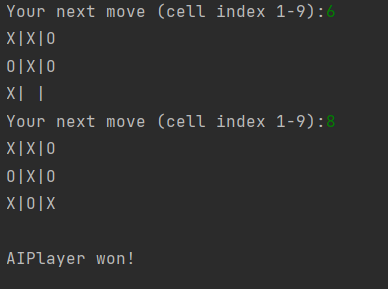 Your next move (cell index 1-9):6
X|X|O
O|X|O
X| |
Your next move (cell index 1-9):8
X|X|O
O|X|O
X|O|X
AIPlayer won!